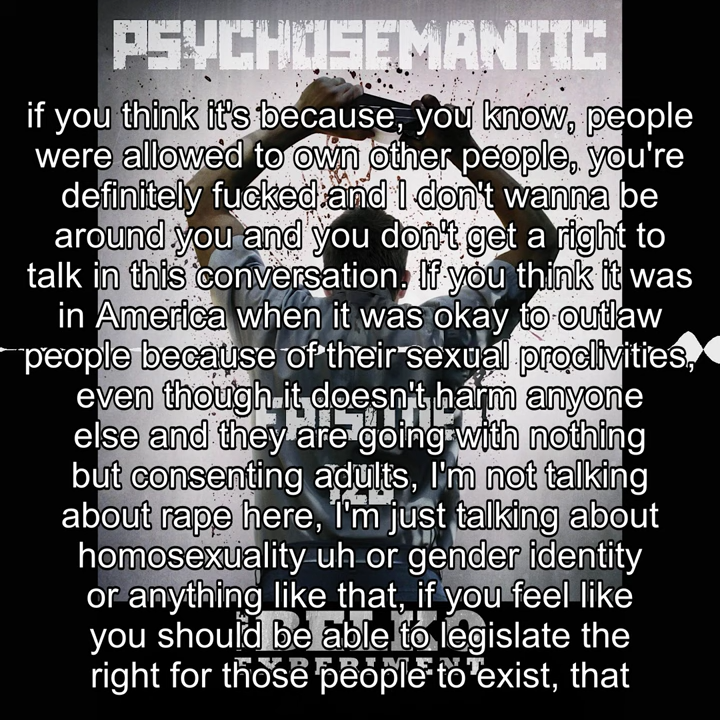 PSYCHOSEMANTIC
if you think it's because, you know, people
were allowed to own other people, you're
definitely fucked and I don't wanna be
around you and you don't get a right to
talk in this conversation. If you think it was
in America when it was okay to outlaw
people because of their sexual proclivities,
even though it doesn't harm anyone
else and they are going with nothing
but consenting adults, I'm not talking
about rape here, I'm just talking about
homosexuality uh or gender identity
or anything like that, if you feel like
you should be able to legislate the
right for those people to exist, that
EPISODE
BELKO
EXPERIMENT